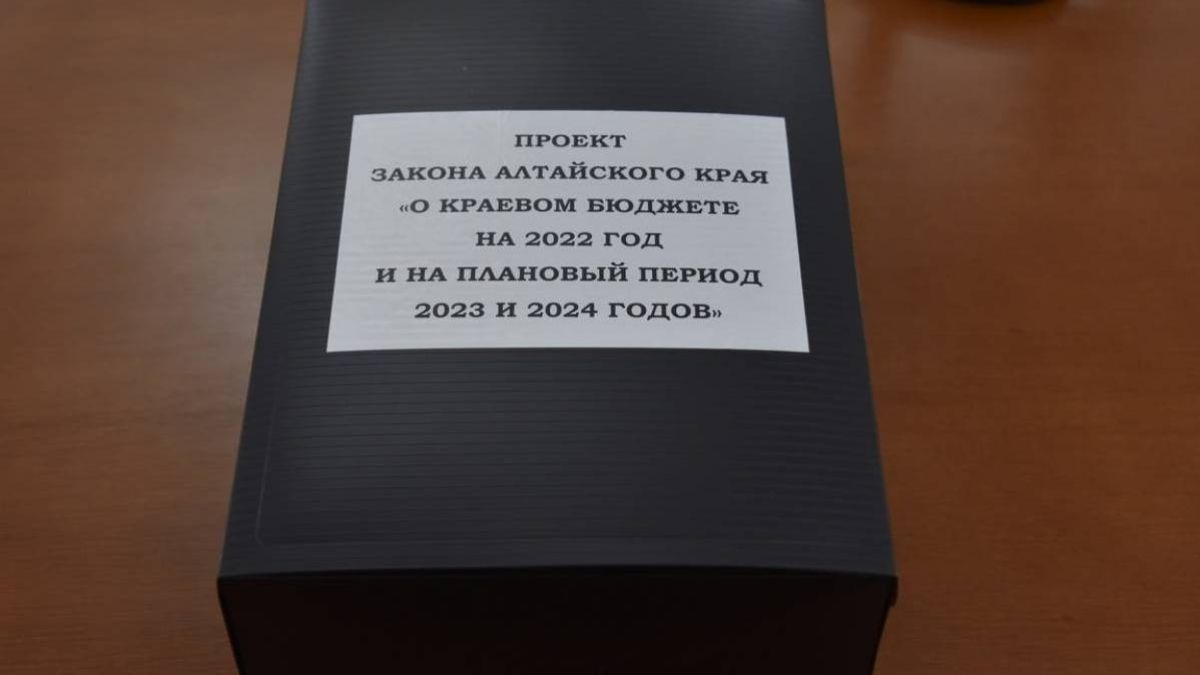 ПРОЕКТ
ЗАКОНА АЛТАЙСКОГО КРАЯ
«О КРАЕВОМ БЮДЖЕТЕ
НА 2022 ГОД
И НА ПЛАНОВЫЙ ПЕРИОД
2023 И 2024 ГОДОВ»